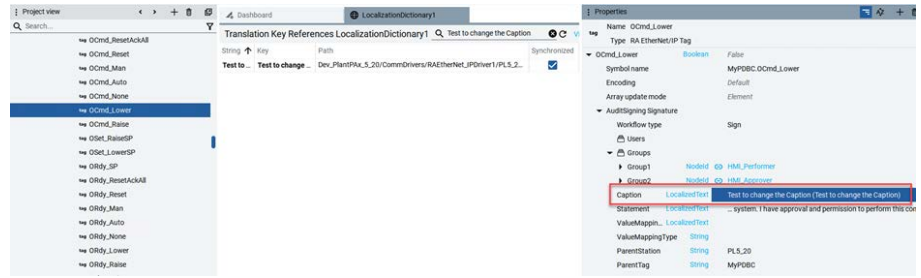 Project view
Search...
OCmd_ResetAckAll
OCmd_Reset
OCmd_Man
OCmd_Auto
OCmd_None
OCmd_Lower
OCmd_Raise
OSet_RaiseSP
OSet_LowerSP
ORdy_SP
ORdy_ResetAckAll
ORdy_Reset
ORdy_Man
ORdy_Auto
ORdy_None
ORdy_Lower
ORdy_Raise
Dashboard
LocalizationDictionary1
Translation Key References LocalizationDictionary1
Test to change the Caption
String
Key
Path
Synchronized
Test to ...
Test to change ...
Dev_PlantPAx_5_20/CommDrivers/RAEtherNet_IPDriver1/PL5_2...
Properties
Name OCmd_Lower
Type RA EtherNet/IP Tag
OCmd_Lower Boolean False
Symbol name MyPDBC.OCmd_Lower
Encoding Default
Array update mode Element
AuditSigning Signature
Workflow type Sign
Users
Groups
Group1 NodeId HMI_Performer
Group2 NodeId HMI_Approver
Caption LocalizedText Test to change the Caption (Test to change the Caption)
Statement LocalizedText ... system. I have approval and permission to perform this con
ValueMappin... LocalizedText
ValueMappingType String
ParentStation String PL5_20
ParentTag String MyPDBC